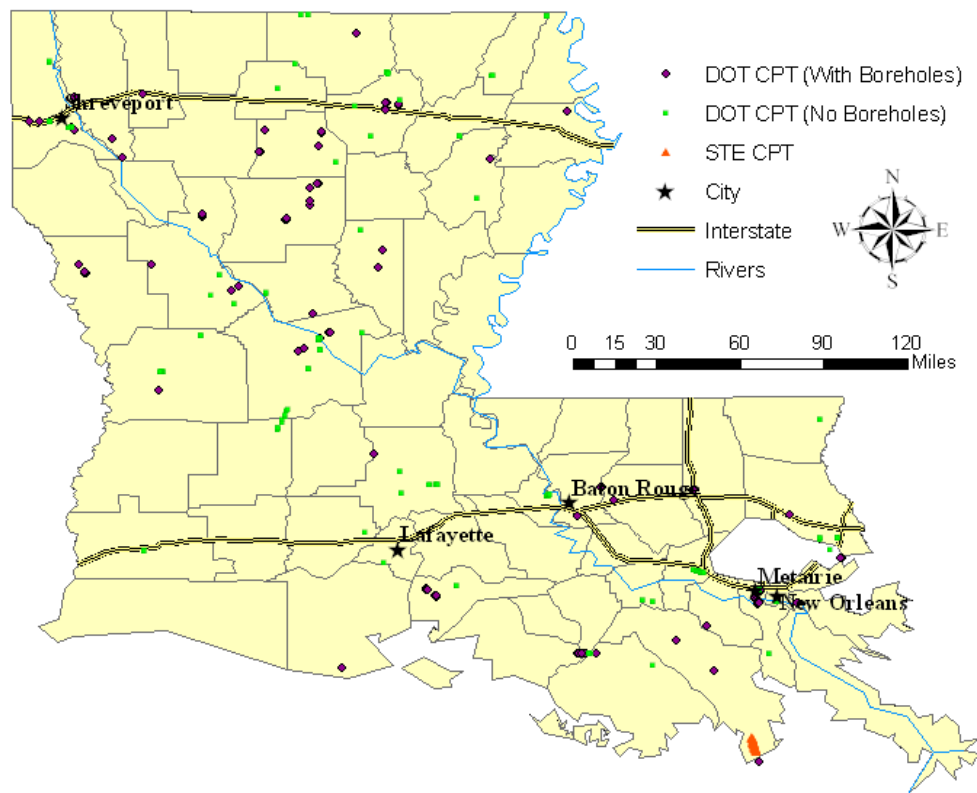 Shreveport
DOT CPT (With Boreholes)
DOT CPT (No Boreholes)
STE CPT
City
Interstate
Rivers
N
W E
S
0 15 30 60 90 120
Miles
Baton Rouge
Lafayette
Metairie
New Orleans